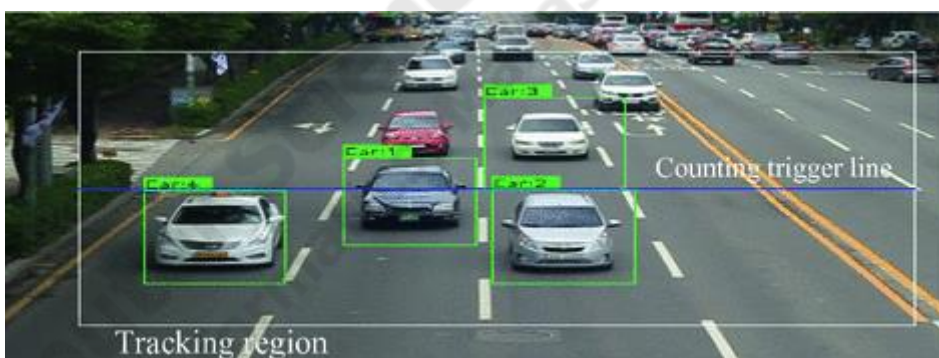 Car:3
Car:1
Counting trigger line
Car:4
Car:2
Tracking region